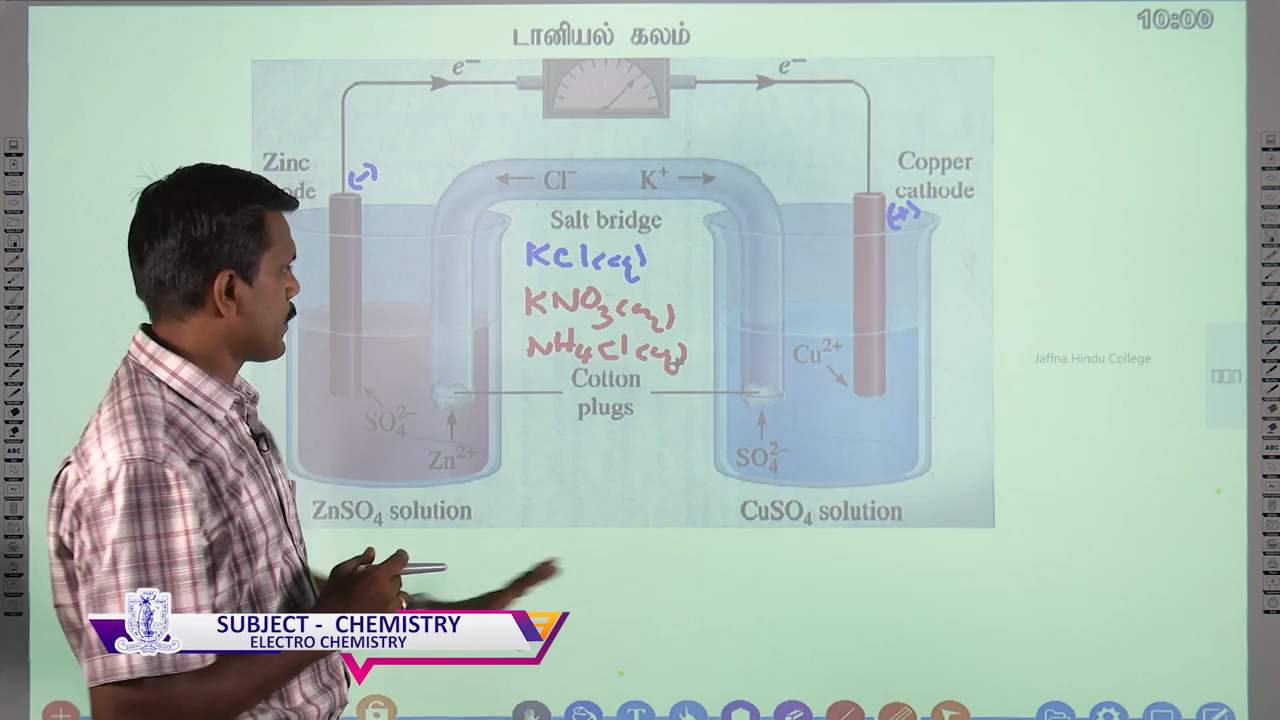 10:00
டானியல் கலம்
e⁻
e⁻
Zinc
(-)
Copper
cathode
(+)
Cl⁻
K⁺
Salt bridge
KCl(aq)
KNO₃(aq)
NH₄Cl(aq)
Cu²⁺
Jaffna Hindu College
Cotton
plugs
SO₄²⁻
Zn²⁺
SO₄²⁻
ZnSO₄ solution
CuSO₄ solution
SUBJECT - CHEMISTRY
ELECTRO CHEMISTRY
ABC